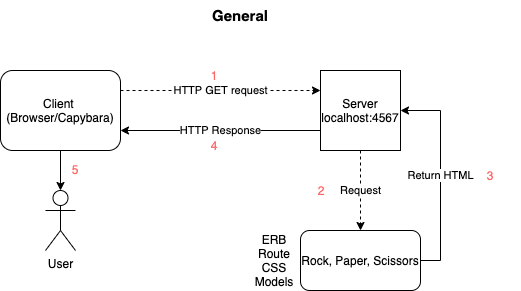 General
1
HTTP GET request
Client
(Browser/Capybara)
Server
localhost:4567
HTTP Response
4
5
2
Request
Return HTML
3
User
ERB
Route
CSS
Models
Rock, Paper, Scissors